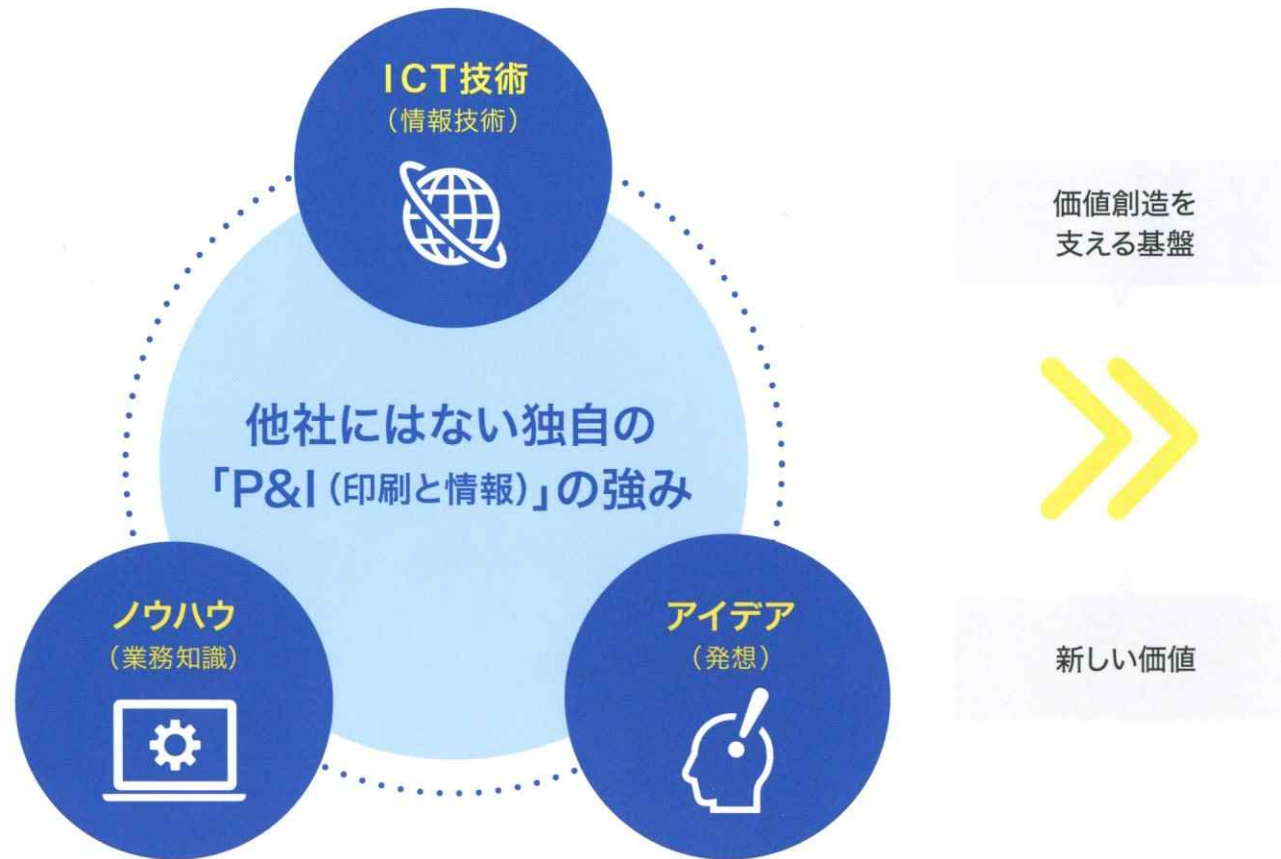 ICT技術
（情報技術）
他社にはない独自の
「P&I（印刷と情報）」の強み
ノウハウ
（業務知識）
アイデア
（発想）
価値創造を
支える基盤
新しい価値